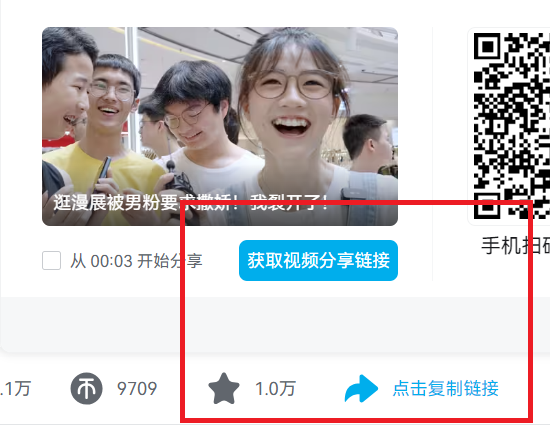 逛漫展被男粉要求撒娇！我裂开了！
从 00:03 开始分享
获取视频分享链接
手机扫码
.1万
9709
1.0万
点击复制链接